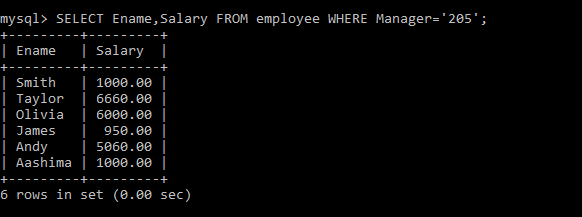 mysql> SELECT Ename,Salary FROM employee WHERE Manager='205';
+---------+---------+
| Ename   | Salary  |
+---------+---------+
| Smith   | 1000.00 |
| Taylor  | 6660.00 |
| Olivia  | 6000.00 |
| James   |  950.00 |
| Andy    | 5060.00 |
| Aashima | 1000.00 |
+---------+---------+
6 rows in set (0.00 sec)